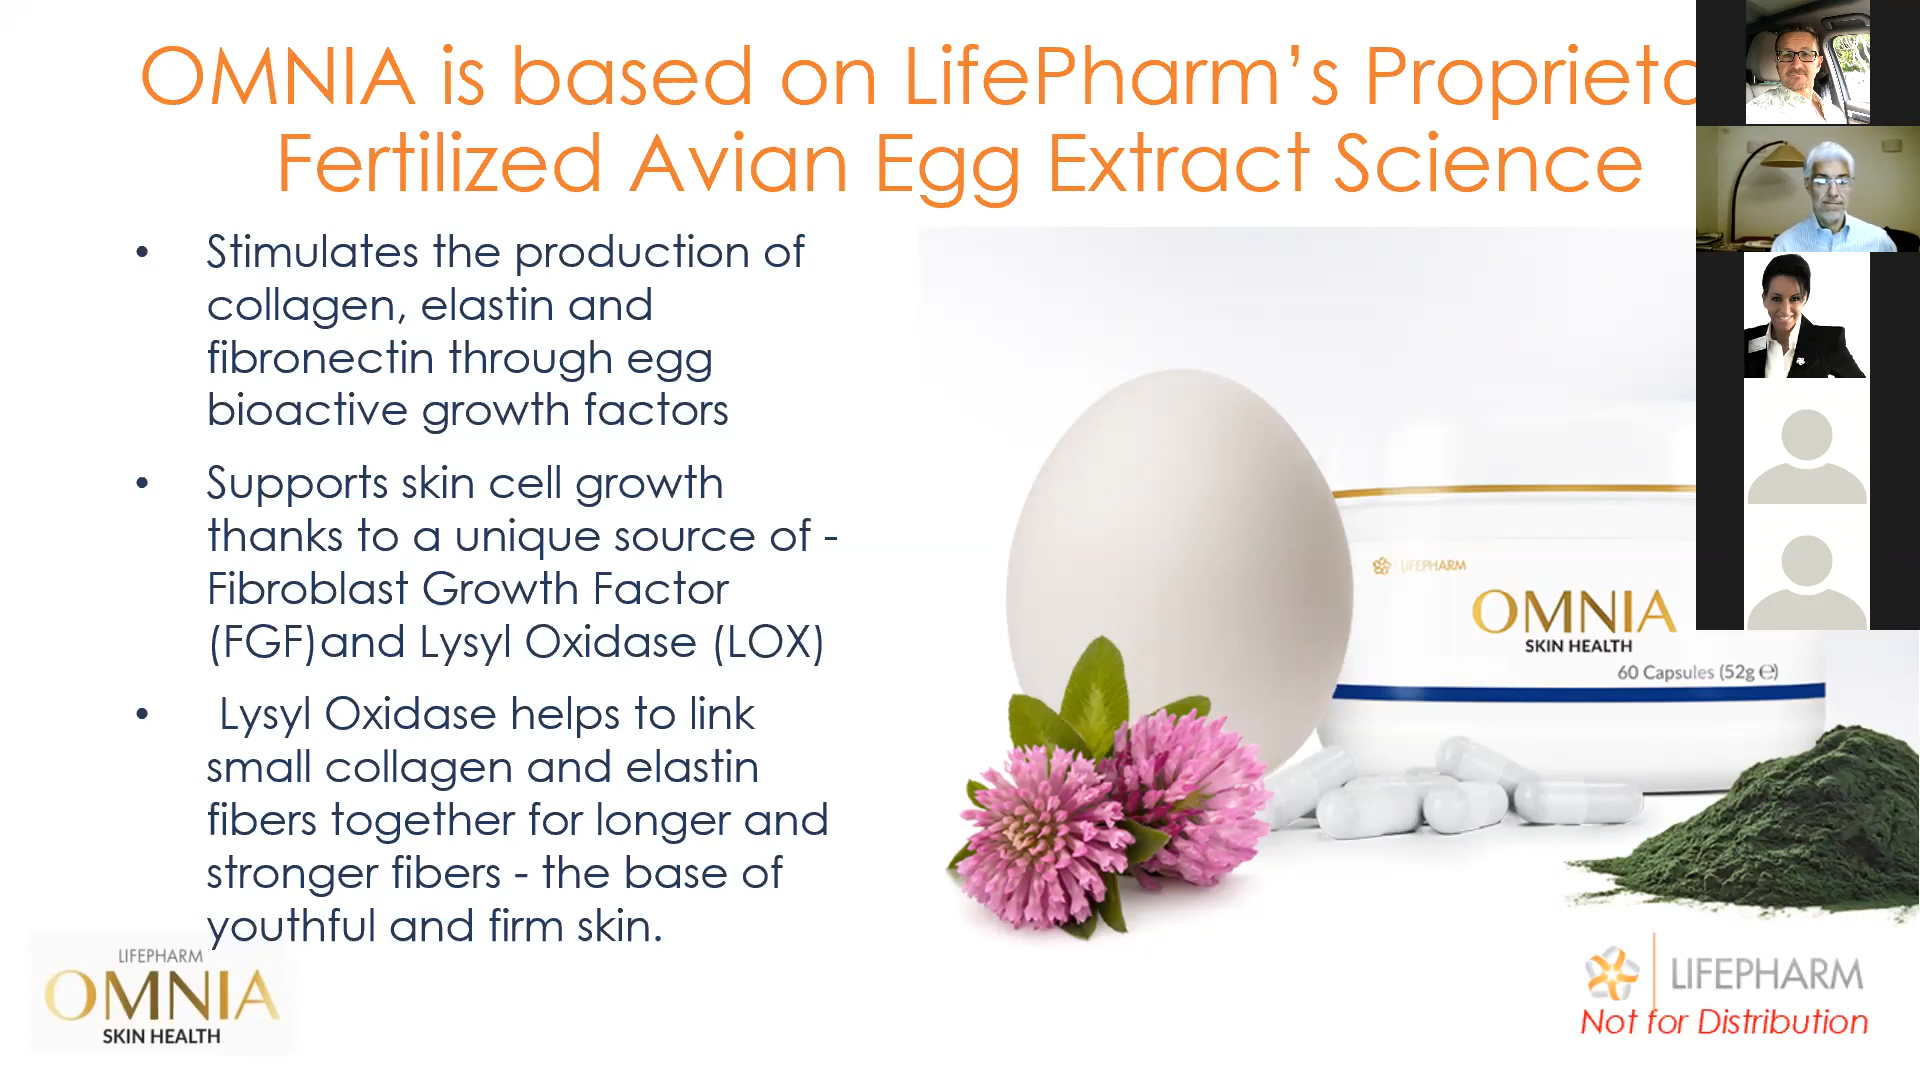 OMNIA is based on LifePharm's Proprieta
Fertilized Avian Egg Extract Science
• Stimulates the production of
collagen, elastin and
fibronectin through egg
bioactive growth factors
• Supports skin cell growth
thanks to a unique source of -
Fibroblast Growth Factor
(FGF)and Lysyl Oxidase (LOX)
• Lysyl Oxidase helps to link
small collagen and elastin
fibers together for longer and
stronger fibers - the base of
youthful and firm skin.
LIFEPHARM
OMNIA
SKIN HEALTH
60 Capsules (52g ℮)
LIFEPHARM
OMNIA
SKIN HEALTH
LIFEPHARM
Not for Distribution